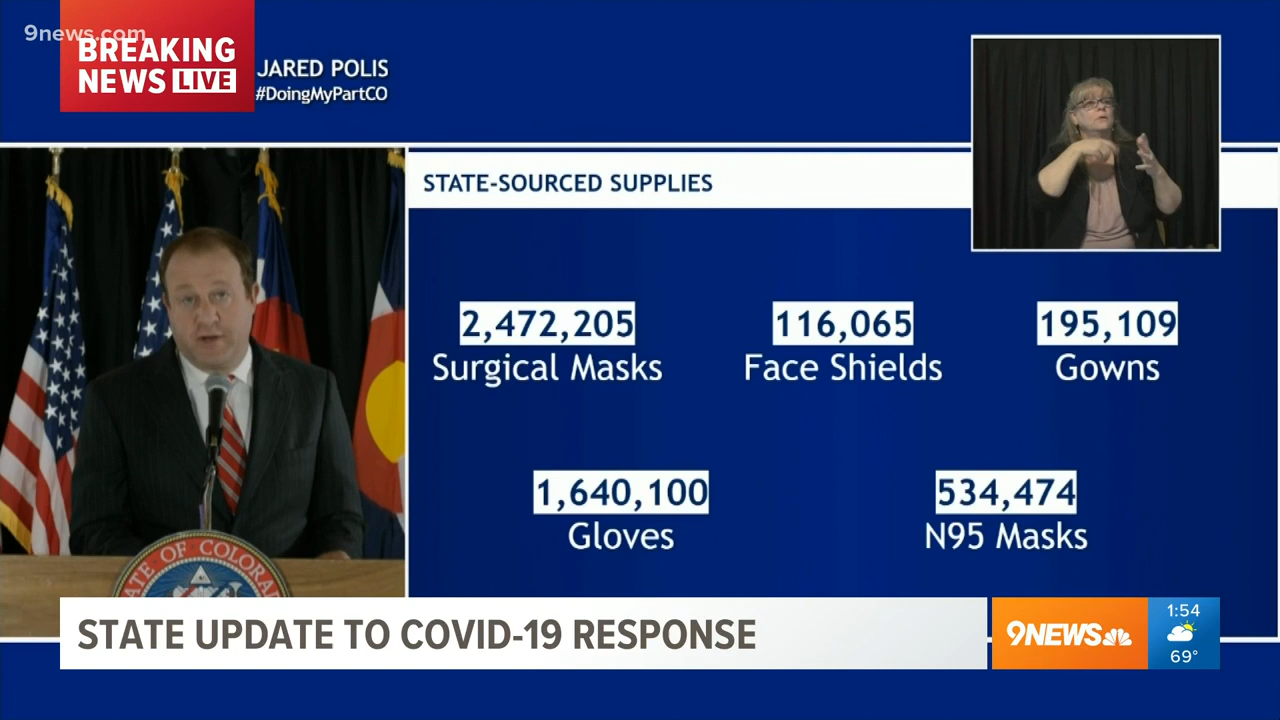 9news.com
BREAKING
NEWS LIVE
JARED POLIS
#DoingMyPartCO
STATE-SOURCED SUPPLIES
2,472,205
Surgical Masks
116,065
Face Shields
195,109
Gowns
1,640,100
Gloves
534,474
N95 Masks
OF COLORA
STATE UPDATE TO COVID-19 RESPONSE
9NEWS
1:54
69°